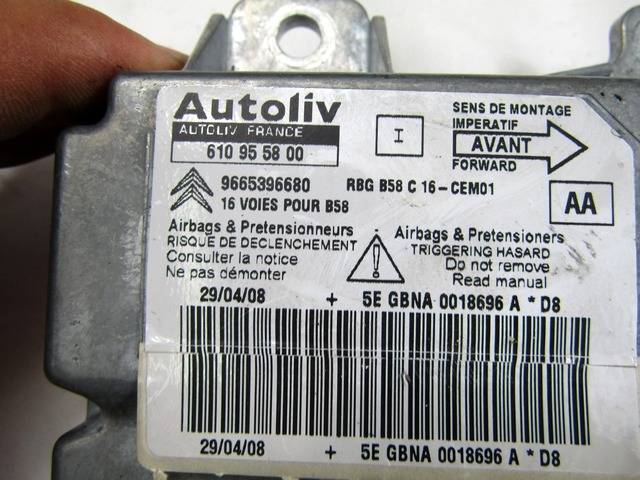 Autoliv
AUTOLIV FRANCE
610 95 58 00
I
SENS DE MONTAGE
IMPERATIF
AVANT
FORWARD
9665396680 RBG B58 C 16-CEM01
16 VOIES POUR B58
AA
Airbags & Pretensionneurs
RISQUE DE DECLENCHEMENT
Consulter la notice
Ne pas démonter
!
Airbags & Pretensioners
TRIGGERING HASARD
Do not remove
Read manual
29/04/08 + 5E GBNA 0018696 A * D8
29/04/08 + 5E GBNA 0018696 A * D8